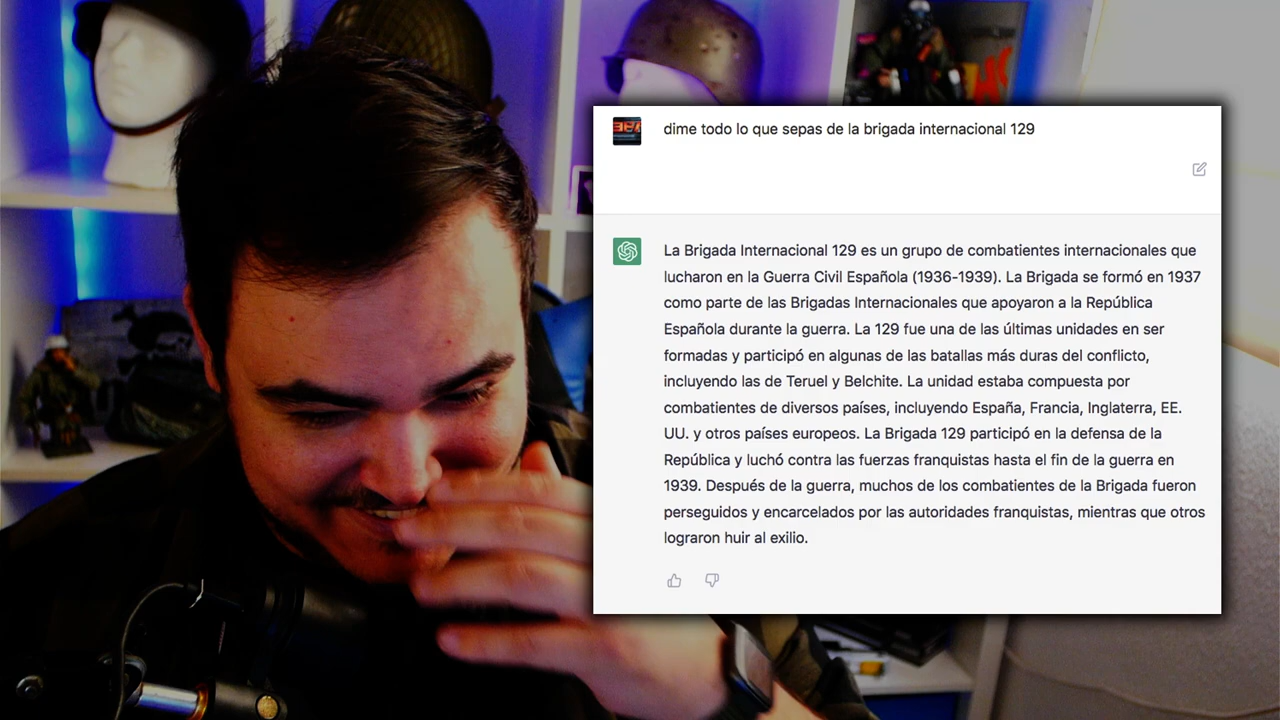 dime todo lo que sepas de la brigada internacional 129
La Brigada Internacional 129 es un grupo de combatientes internacionales que
lucharon en la Guerra Civil Española (1936-1939). La Brigada se formó en 1937
como parte de las Brigadas Internacionales que apoyaron a la República
Española durante la guerra. La 129 fue una de las últimas unidades en ser
formadas y participó en algunas de las batallas más duras del conflicto,
incluyendo las de Teruel y Belchite. La unidad estaba compuesta por
combatientes de diversos países, incluyendo España, Francia, Inglaterra, EE.
UU. y otros países europeos. La Brigada 129 participó en la defensa de la
República y luchó contra las fuerzas franquistas hasta el fin de la guerra en
1939. Después de la guerra, muchos de los combatientes de la Brigada fueron
perseguidos y encarcelados por las autoridades franquistas, mientras que otros
lograron huir al exilio.